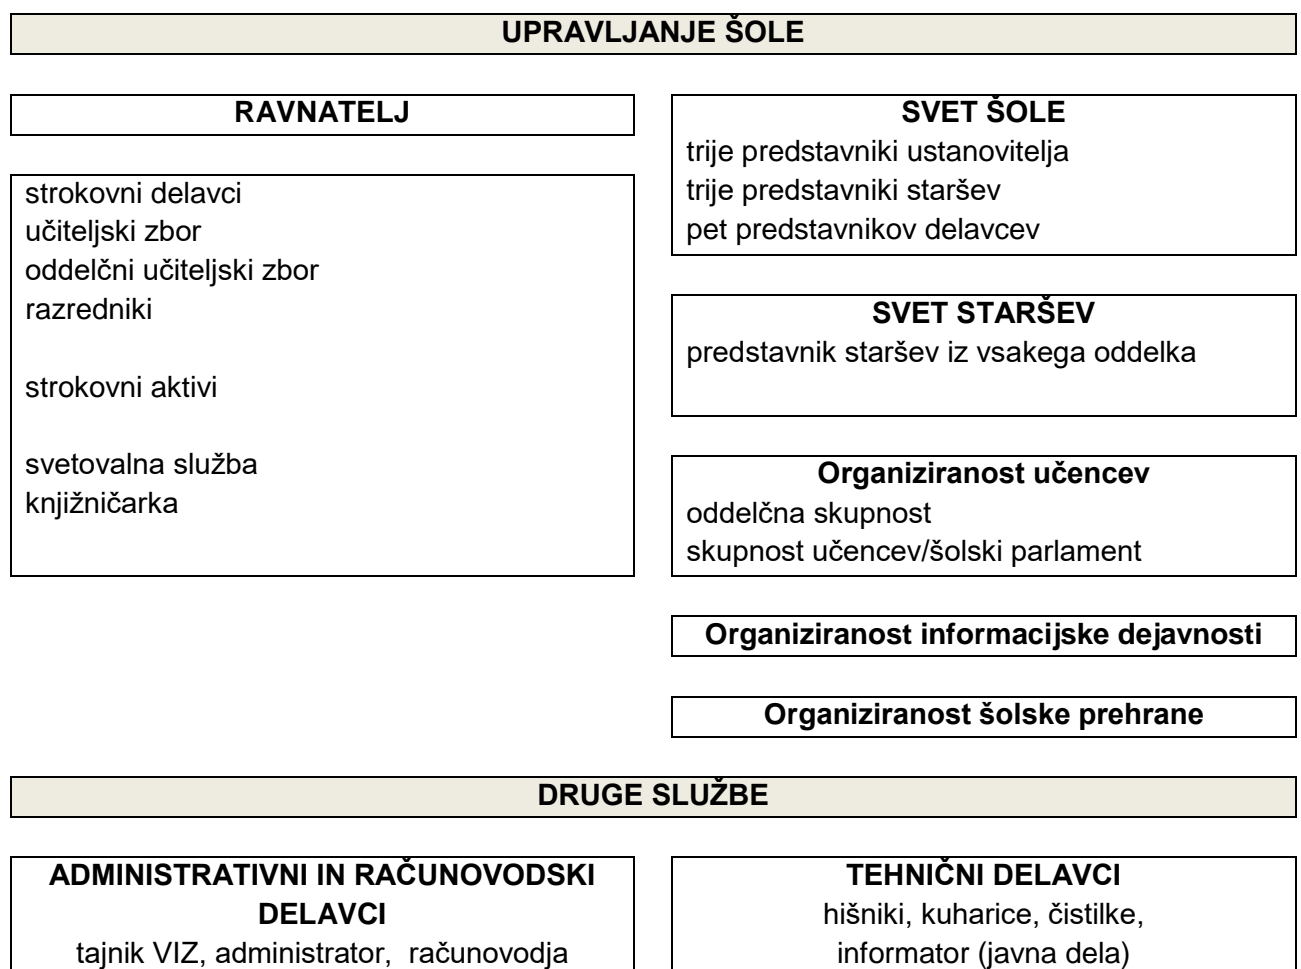 UPRAVLJANJE ŠOLE
RAVNATELJ
strokovni delavci
učiteljski zbor
oddelčni učiteljski zbor
razredniki
strokovni aktivi
svetovalna služba
knjižničarka
SVET ŠOLE
trije predstavniki ustanovitelja
trije predstavniki staršev
pet predstavnikov delavcev
SVET STARŠEV
predstavnik staršev iz vsakega oddelka
Organiziranost učencev
oddelčna skupnost
skupnost učencev/šolski parlament
Organiziranost informacijske dejavnosti
Organiziranost šolske prehrane
DRUGE SLUŽBE
ADMINISTRATIVNI IN RAČUNOVODSKI
DELAVCI
tajnik VIZ, administrator, računovodja
TEHNIČNI DELAVCI
hišniki, kuharice, čistilke,
informator (javna dela)